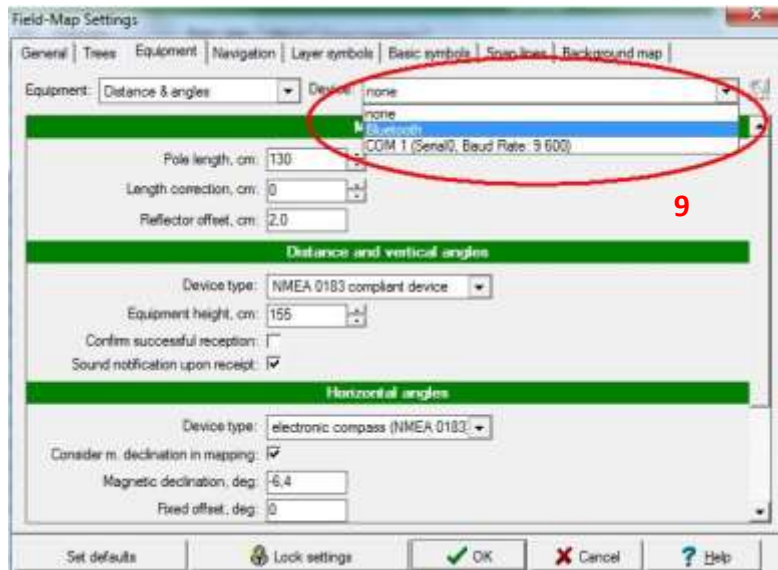 Field-Map Settings
General Trees Equipment Navigation Layer symbols Basic symbols Snap lines Background map
Equipment: Distance & angles Device: none
none
Bluetooth
COM 1 (Serial0, Baud Rate: 9 600)
Pole length, cm: 130
Length correction, cm: 0
Reflector offset, cm: 2.0
9
Distance and vertical angles
Device type: NMEA 0183 compliant device
Equipment height, cm: 155
Confirm successful reception:
Sound notification upon receipt:
Horizontal angles
Device type: electronic compass (NMEA 0183
Consider m. declination in mapping:
Magnetic declination, deg: -6,4
Fixed offset, deg: 0
Set defaults Lock settings OK Cancel Help